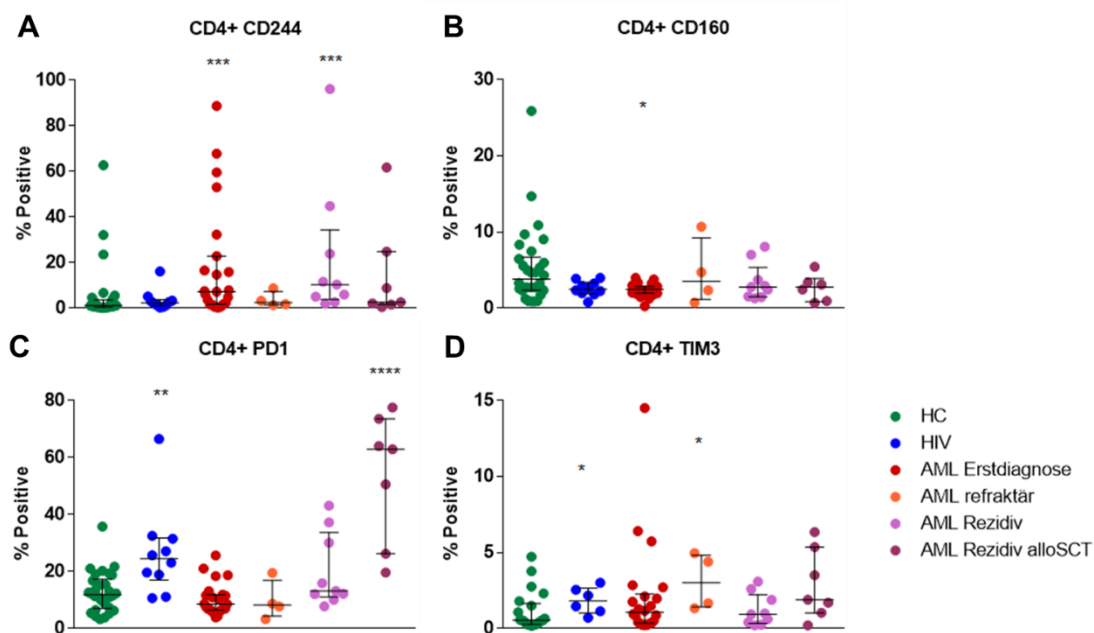 A
CD4+ CD244
***
***
% Positive
100
80
60
40
20
0
B
CD4+ CD160
*
% Positive
30
20
10
0
C
CD4+ PD1
**
****
% Positive
80
60
40
20
0
D
CD4+ TIM3
*
*
% Positive
15
10
5
0
HC
HIV
AML Erstdiagnose
AML refraktär
AML Rezidiv
AML Rezidiv alloSCT